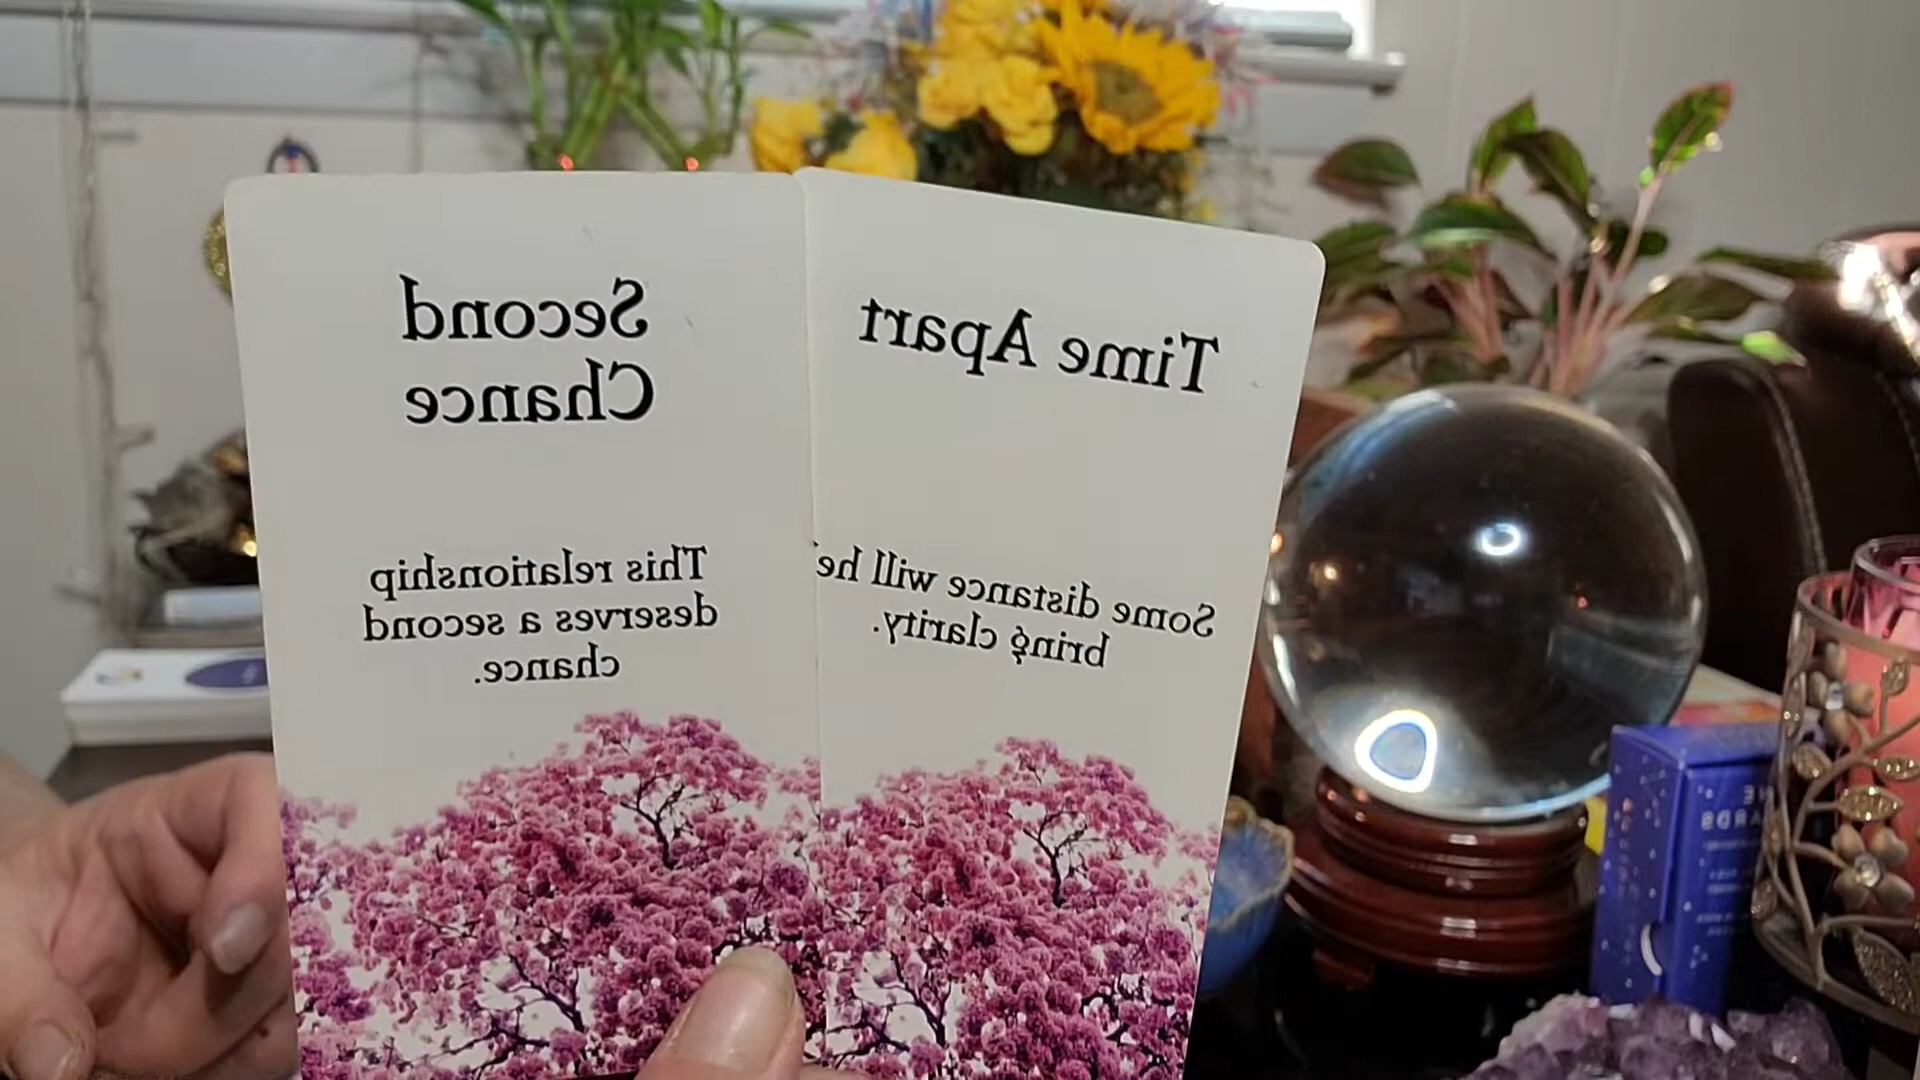 Second
Chance
This relationship
deserves a second
chance.
Time Apart
Some distance will
bring clarity.